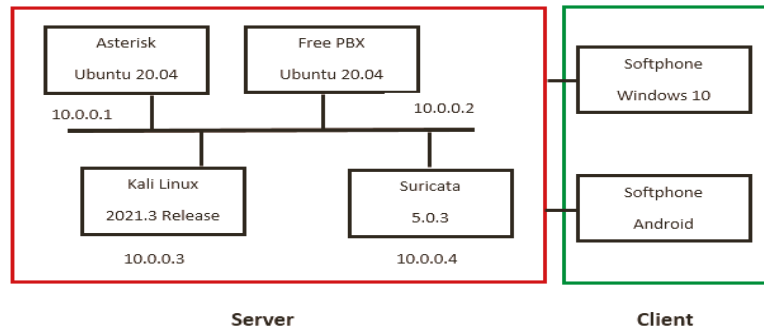 Asterisk
Ubuntu 20.04
Free PBX
Ubuntu 20.04
10.0.0.1
10.0.0.2
Kali Linux
2021.3 Release
Suricata
5.0.3
10.0.0.3
10.0.0.4
Softphone
Windows 10
Softphone
Android
Server
Client